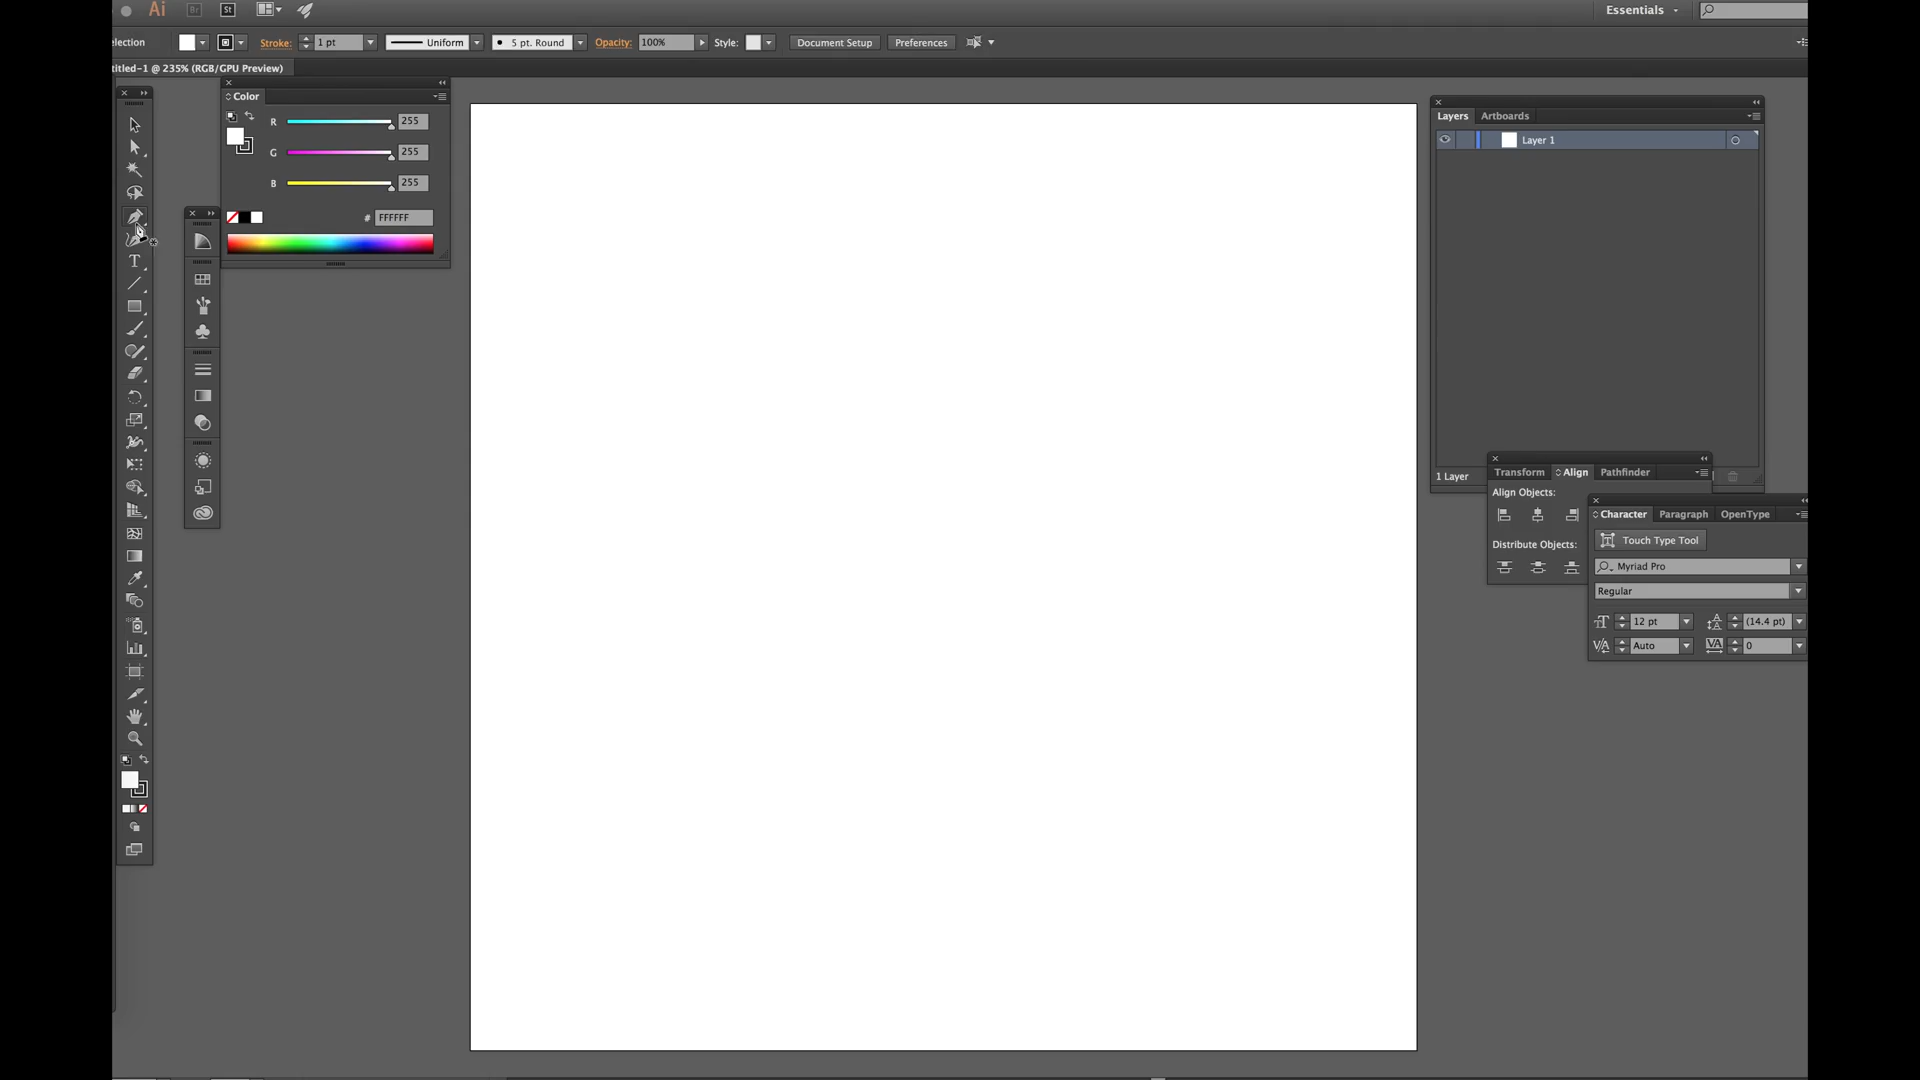 Ai
Br
St
Essentials
election
Stroke:
1 pt
Uniform
5 pt. Round
Opacity:
100%
Style:
Document Setup
Preferences
titled-1 @ 235% (RGB/GPU Preview)
Color
R
255
G
255
B
255
# FFFFFF
T
Layers
Artboards
Layer 1
1 Layer
Transform
Align
Pathfinder
Align Objects:
Distribute Objects:
Character
Paragraph
OpenType
Touch Type Tool
Myriad Pro
Regular
12 pt
(14.4 pt)
Auto
0